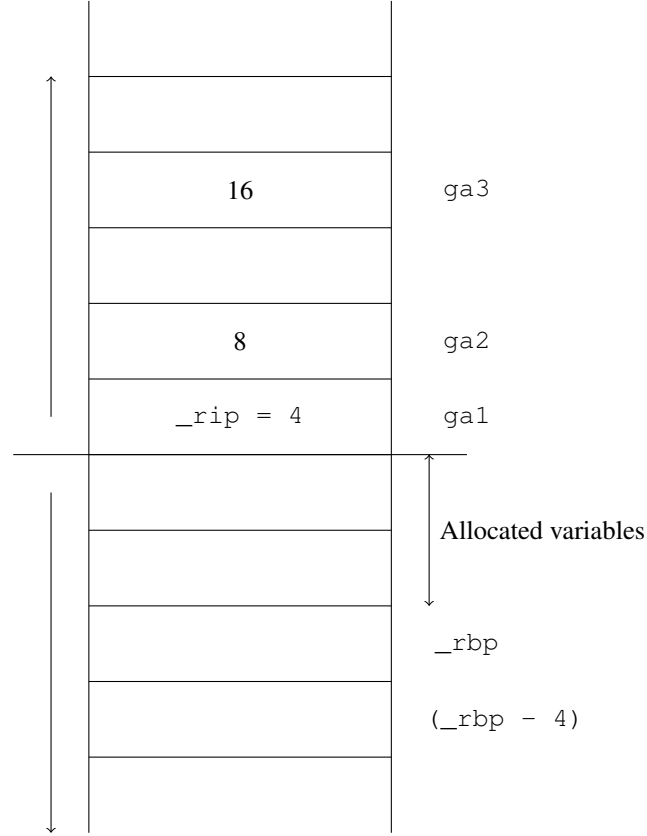 16 ga3
8 ga2
_rip = 4 ga1
Allocated variables
_rbp
(_rbp - 4)